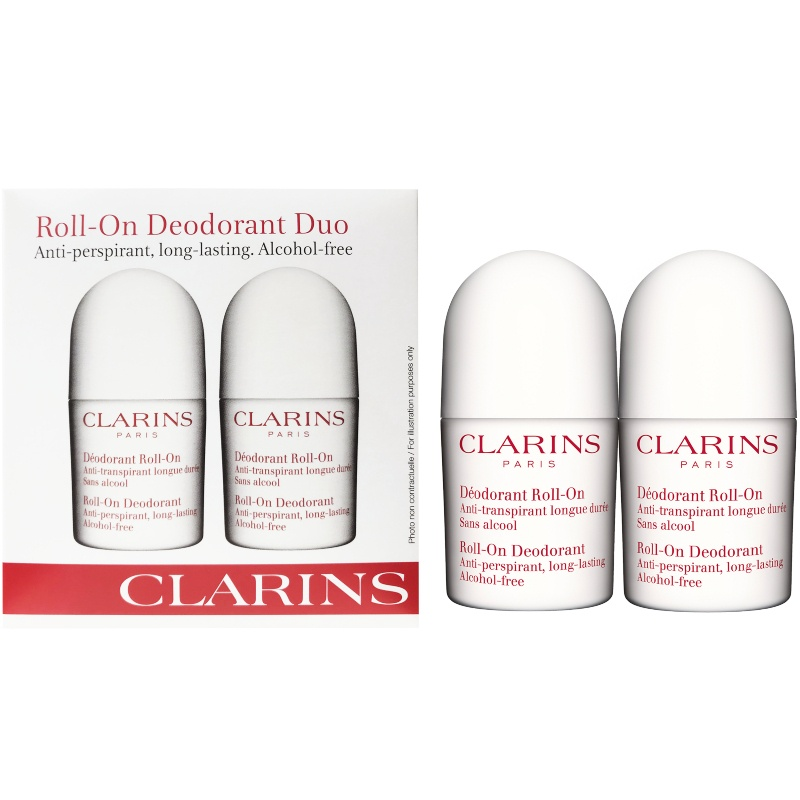 Roll-On Deodorant Duo
Anti-perspirant, long-lasting. Alcohol-free
CLARINS
PARIS
Déodorant Roll-On
Anti-transpirant longue durée
Sans alcool
Roll-On Deodorant
Anti-perspirant, long-lasting
Alcohol-free
CLARINS
PARIS
Déodorant Roll-On
Anti-transpirant longue durée
Sans alcool
Roll-On Deodorant
Anti-perspirant, long-lasting
Alcohol-free
Photo non contractuelle / For illustration purposes only
CLARINS
CLARINS
PARIS
Déodorant Roll-On
Anti-transpirant longue durée
Sans alcool
Roll-On Deodorant
Anti-perspirant, long-lasting
Alcohol-free
CLARINS
PARIS
Déodorant Roll-On
Anti-transpirant longue durée
Sans alcool
Roll-On Deodorant
Anti-perspirant, long-lasting
Alcohol-free